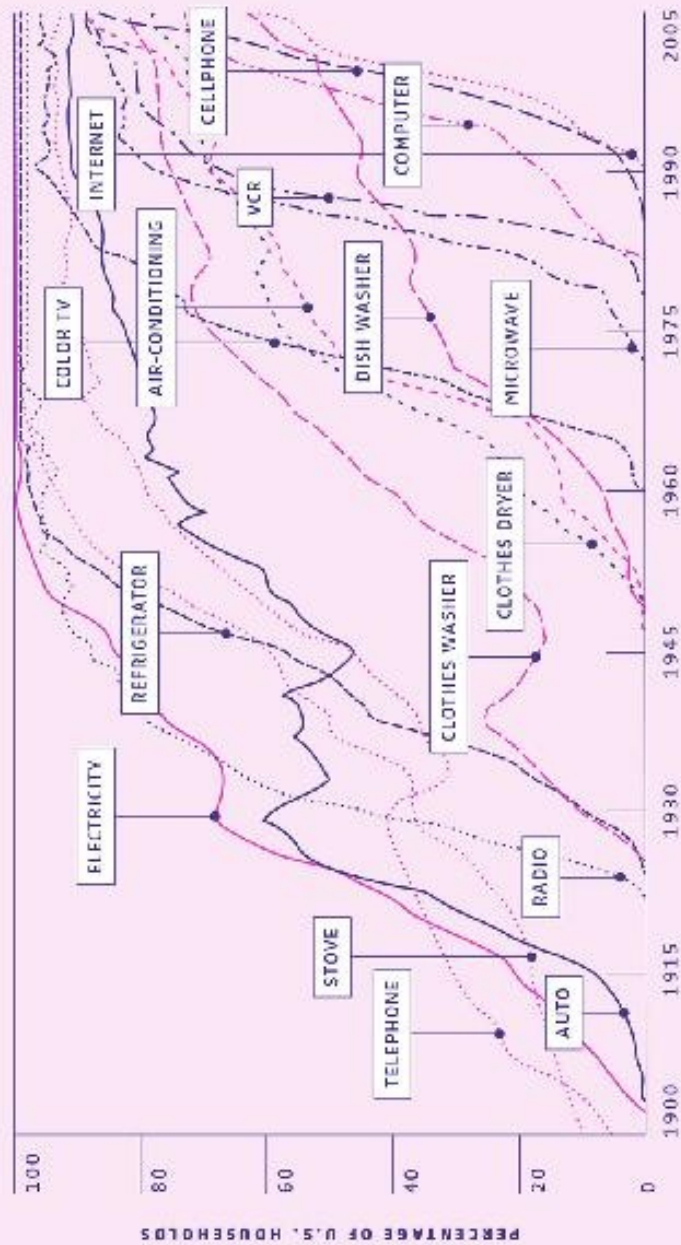 PERCENTAGE OF U.S. HOUSEHOLDS
100
80
60
40
20
0
1900
1915
1930
1945
1960
1975
1990
2005
TELEPHONE
STOVE
AUTO
ELECTRICITY
RADIO
REFRIGERATOR
CLOTHES WASHER
CLOTHES DRYER
COLOR TV
AIR-CONDITIONING
DISH WASHER
MICROWAVE
VCR
INTERNET
CELLPHONE
COMPUTER